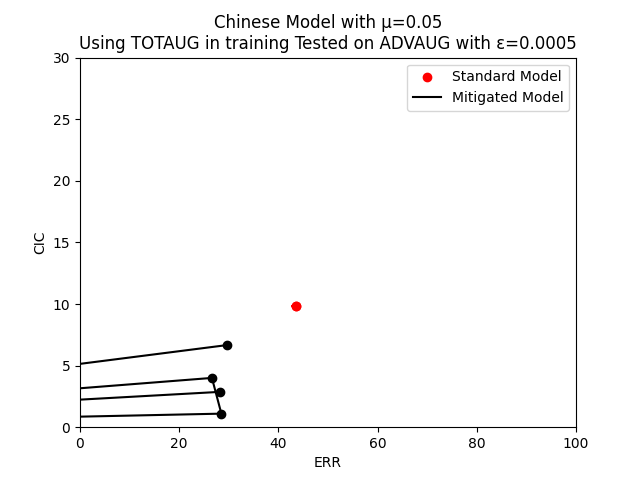 Chinese Model with μ=0.05
Using TOTAUG in training Tested on ADVAUG with ε=0.0005
Standard Model
Mitigated Model
30
25
20
15
10
5
0
CIC
0 20 40 60 80 100
ERR